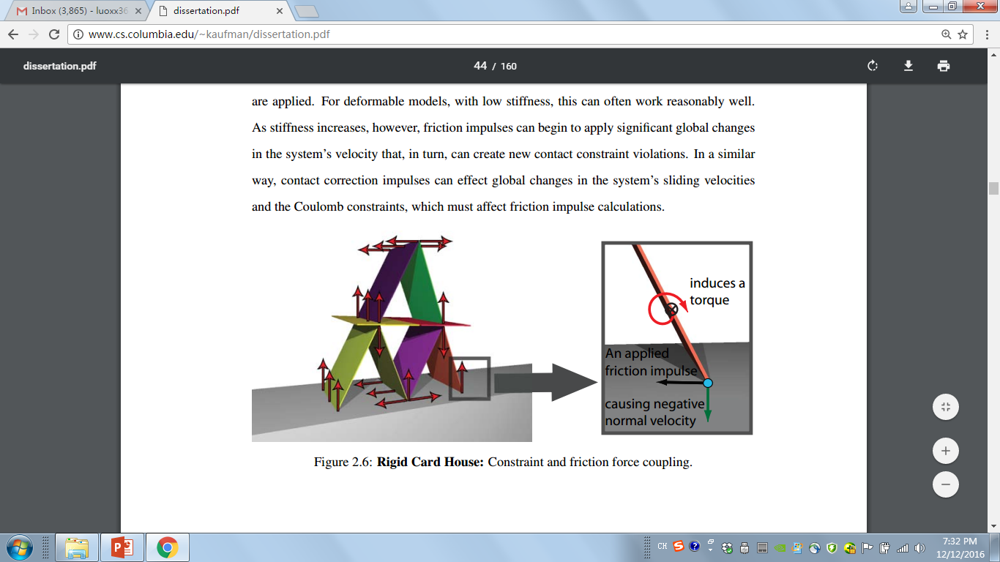 Inbox (3,865) - luoxx36
dissertation.pdf
www.cs.columbia.edu/~kaufman/dissertation.pdf
dissertation.pdf
44 / 160
are applied. For deformable models, with low stiffness, this can often work reasonably well.
As stiffness increases, however, friction impulses can begin to apply significant global changes
in the system's velocity that, in turn, can create new contact constraint violations. In a similar
way, contact correction impulses can effect global changes in the system's sliding velocities
and the Coulomb constraints, which must affect friction impulse calculations.
induces a
torque
An applied
friction impulse
causing negative
normal velocity
Figure 2.6: Rigid Card House: Constraint and friction force coupling.
CH
7:32 PM
12/12/2016